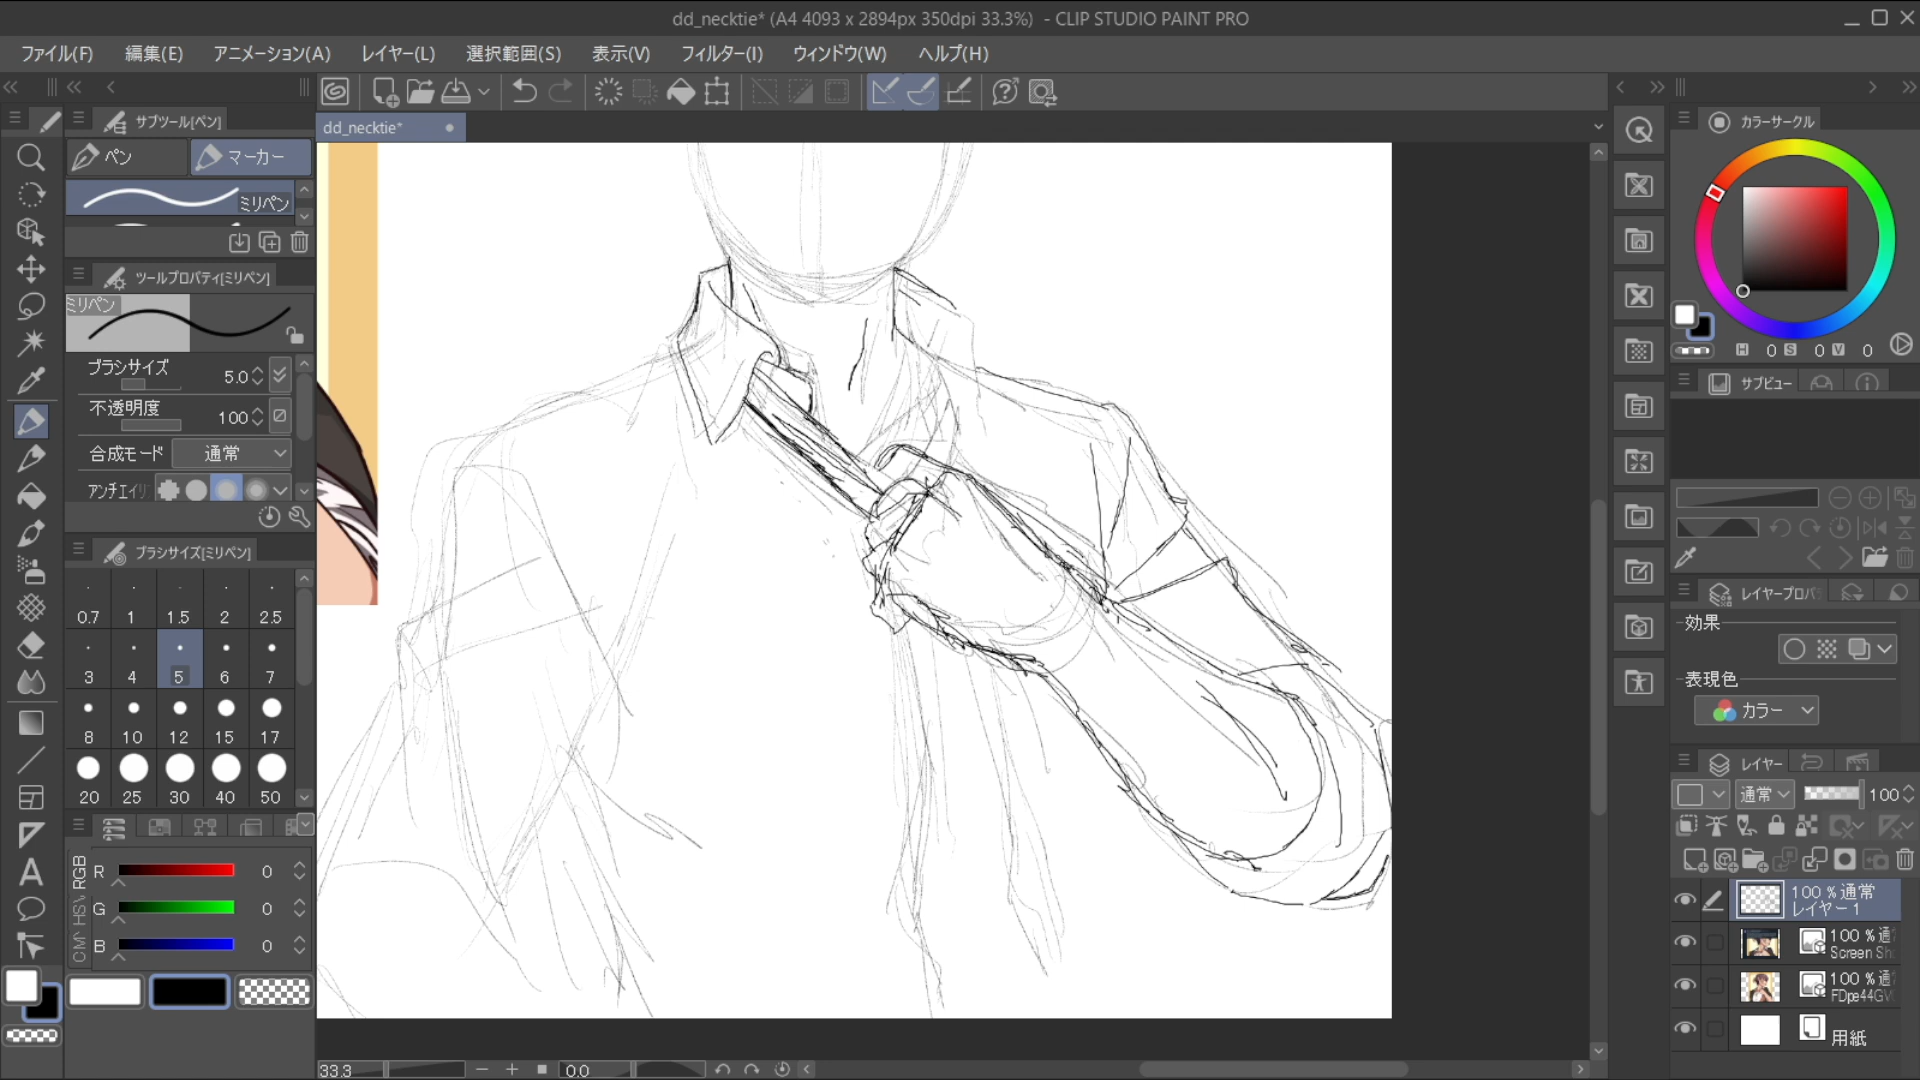 dd_necktie* (A4 4093 x 2894px 350dpi 33.3%) - CLIP STUDIO PAINT PRO
ファイル(F) 編集(E) アニメーション(A) レイヤー(L) 選択範囲(S) 表示(V) フィルター(I) ウィンドウ(W) ヘルプ(H)
サブツール[ペン]
dd_necktie*
ペン マーカー
ミリペン
ツールプロパティ[ミリペン]
ミリペン
ブラシサイズ 5.0
不透明度 100
合成モード 通常
アンチエイリ
ブラシサイズ[ミリペン]
0.7 1 1.5 2 2.5
3 4 5 6 7
8 10 12 15 17
20 25 30 40 50
RGB
HSV
CMY
R 0
G 0
B 0
33.3
0.0
カラーサークル
H 0 S 0 V 0
サブビュー
レイヤープロパ
効果
表現色
カラー
レイヤー
通常 100
100 % 通常
レイヤー 1
100 % 通
Screen Sh
100 % 通
FDpe44GV
用紙